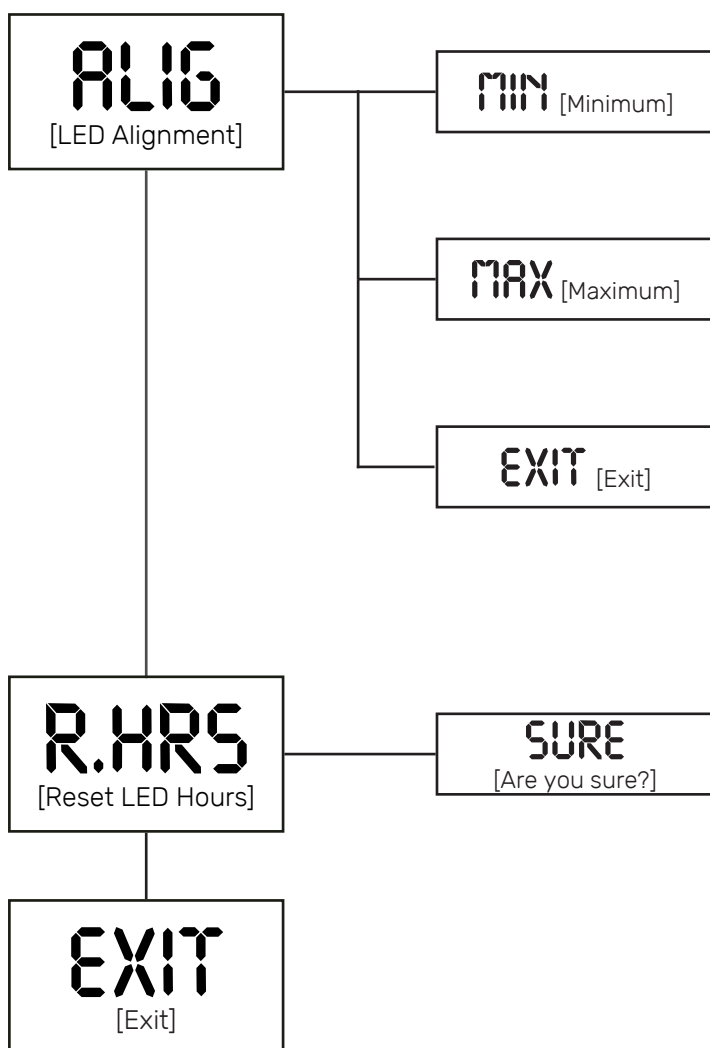 ALIG
[LED Alignment]
MIN [Minimum]
MAX [Maximum]
EXIT [Exit]
R.HRS
[Reset LED Hours]
SURE
[Are you sure?]
EXIT
[Exit]